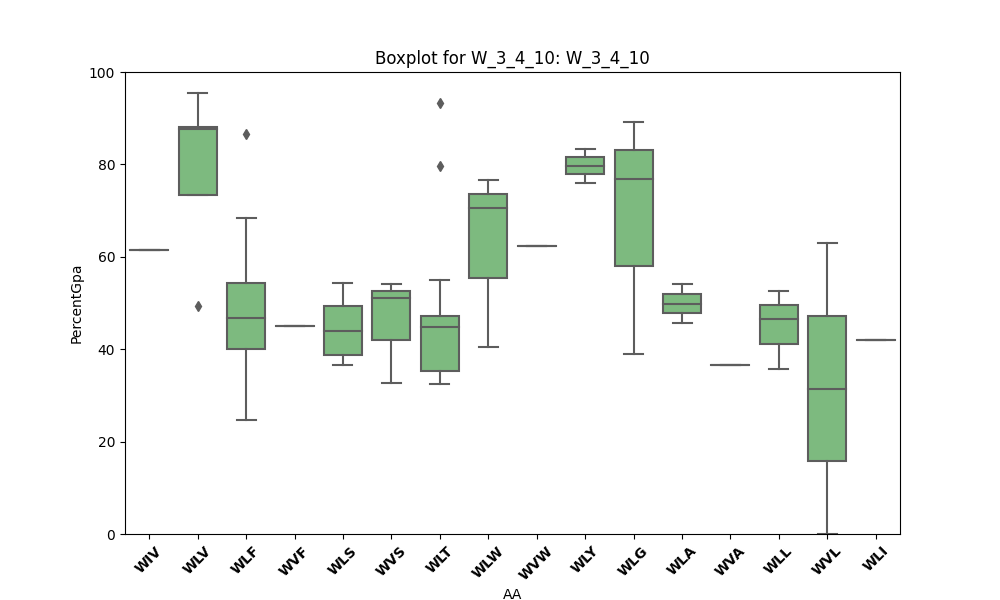 Boxplot for W_3_4_10: W_3_4_10
100
80
60
40
20
0
PercentGpa
WIV WLV WLF WVF WLS WVS WLT WLW WVW WLY WLG WLA WVA WLL WVL WLI
AA